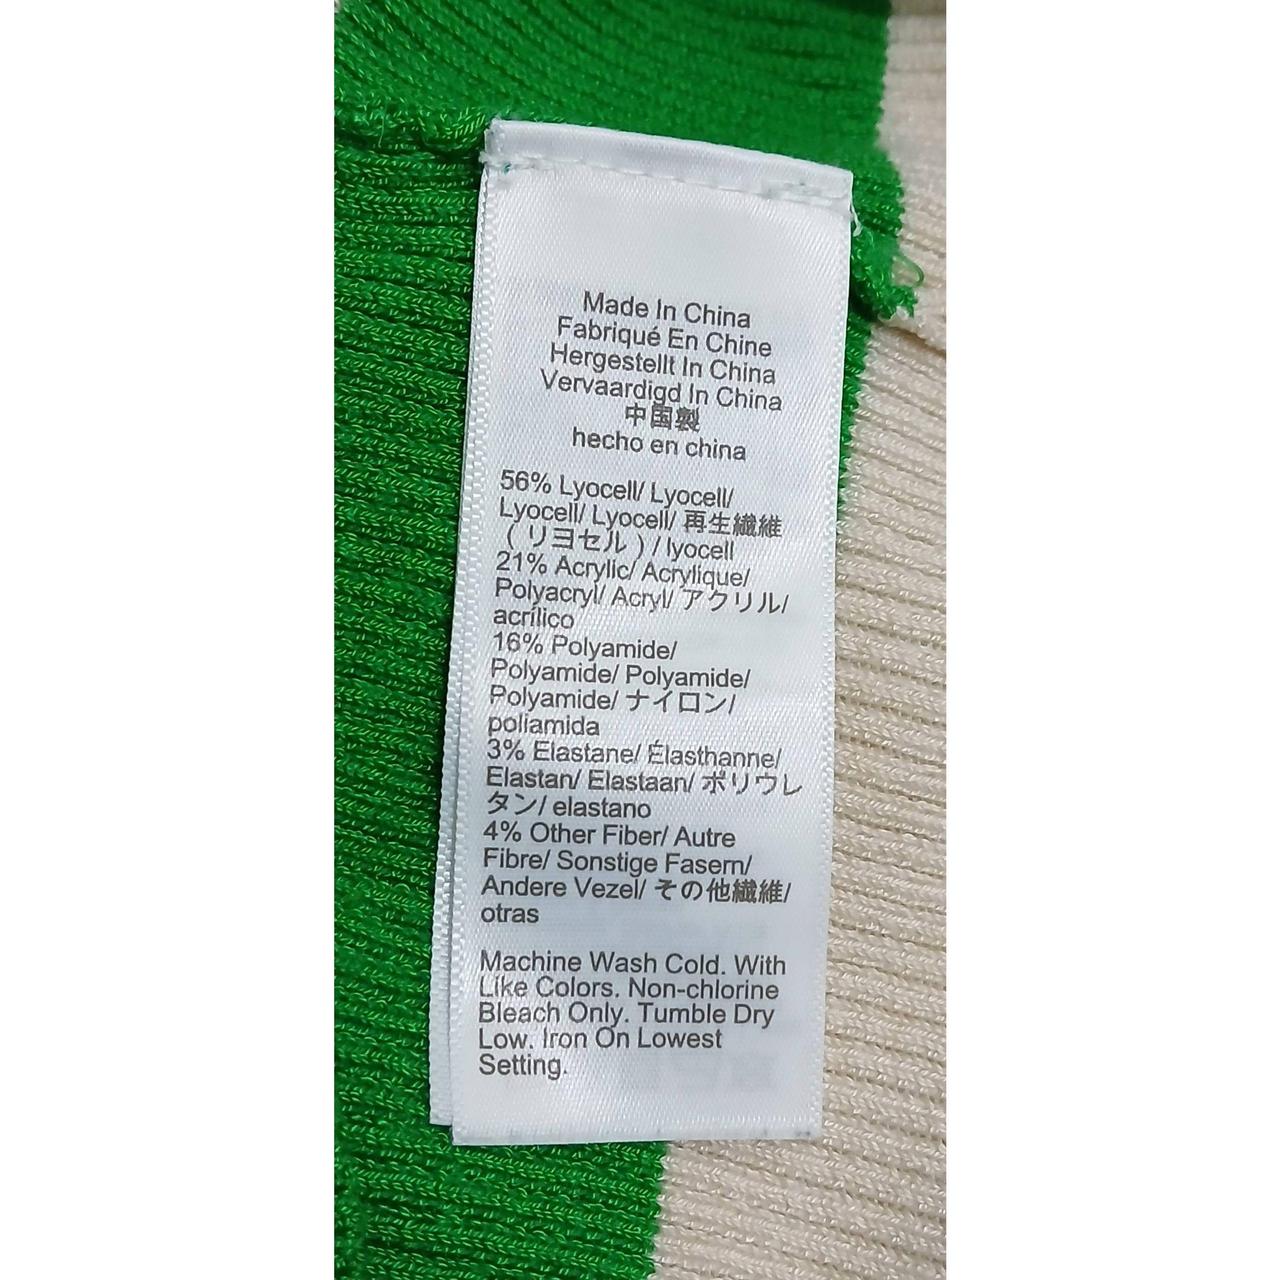 Made In China
Fabriqué En Chine
Hergestellt In China
Vervaardigd In China
中国製
hecho en china
56% Lyocell/ Lyocell/
Lyocell/ Lyocell/ 再生繊維
( リヨセル ) / lyocell
21% Acrylic/ Acrylique/
Polyacryl/ Acryl/ アクリル/
acrílico
16% Polyamide/
Polyamide/ Polyamide/
Polyamide/ ナイロン/
poliamida
3% Elastane/ Élasthanne/
Elastan/ Elastaan/ ポリウレ
タン/ elastano
4% Other Fiber/ Autre
Fibre/ Sonstige Fasern/
Andere Vezel/ その他繊維/
otras
Machine Wash Cold. With
Like Colors. Non-chlorine
Bleach Only. Tumble Dry
Low. Iron On Lowest
Setting.